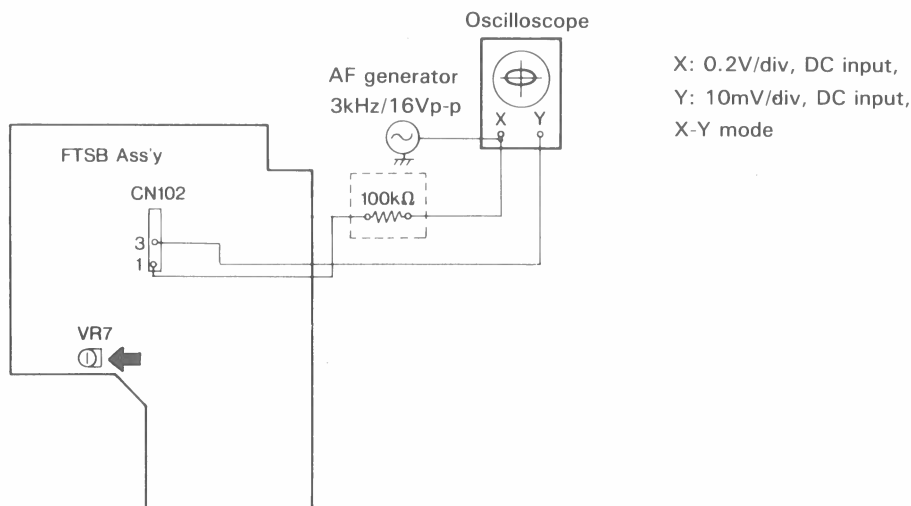 Oscilloscope
AF generator
3kHz/16Vp-p
X Y
X: 0.2V/div, DC input,
Y: 10mV/div, DC input,
X-Y mode
FTSB Ass'y
CN102
100kΩ
3
1
VR7